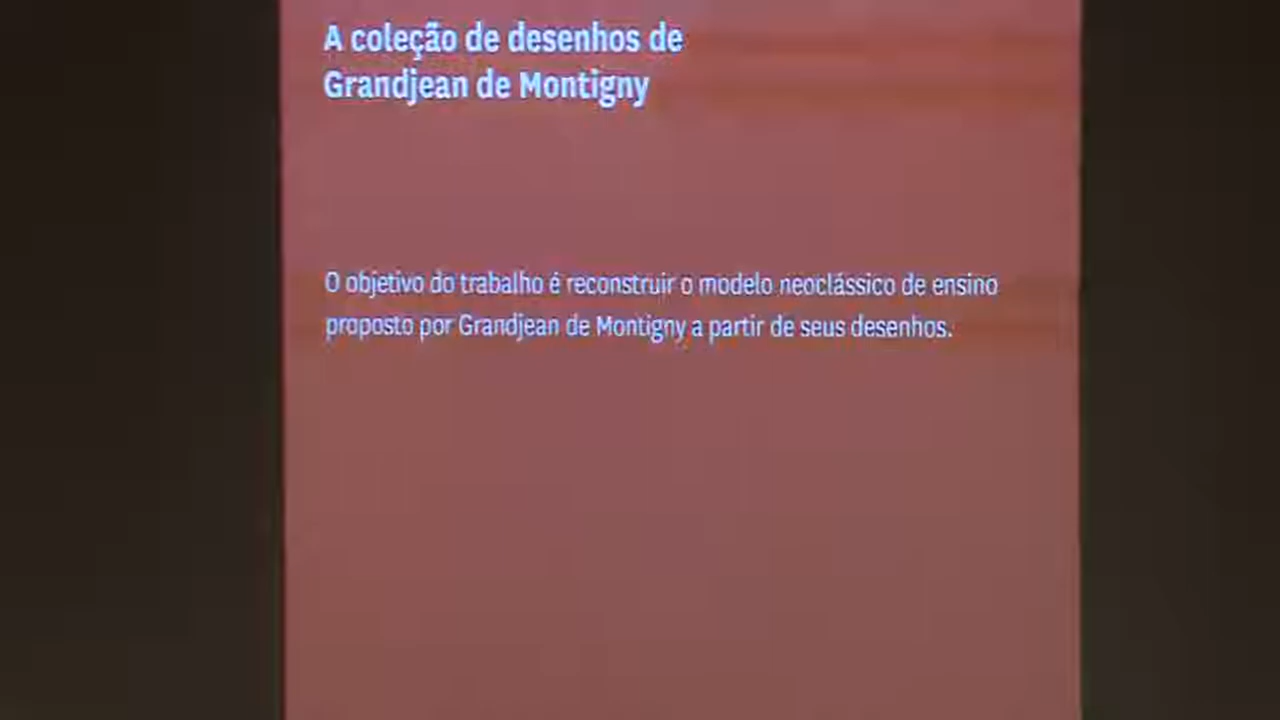 A coleção de desenhos de
Grandjean de Montigny
O objetivo do trabalho é reconstruir o modelo neoclássico de ensino
proposto por Grandjean de Montigny a partir de seus desenhos.